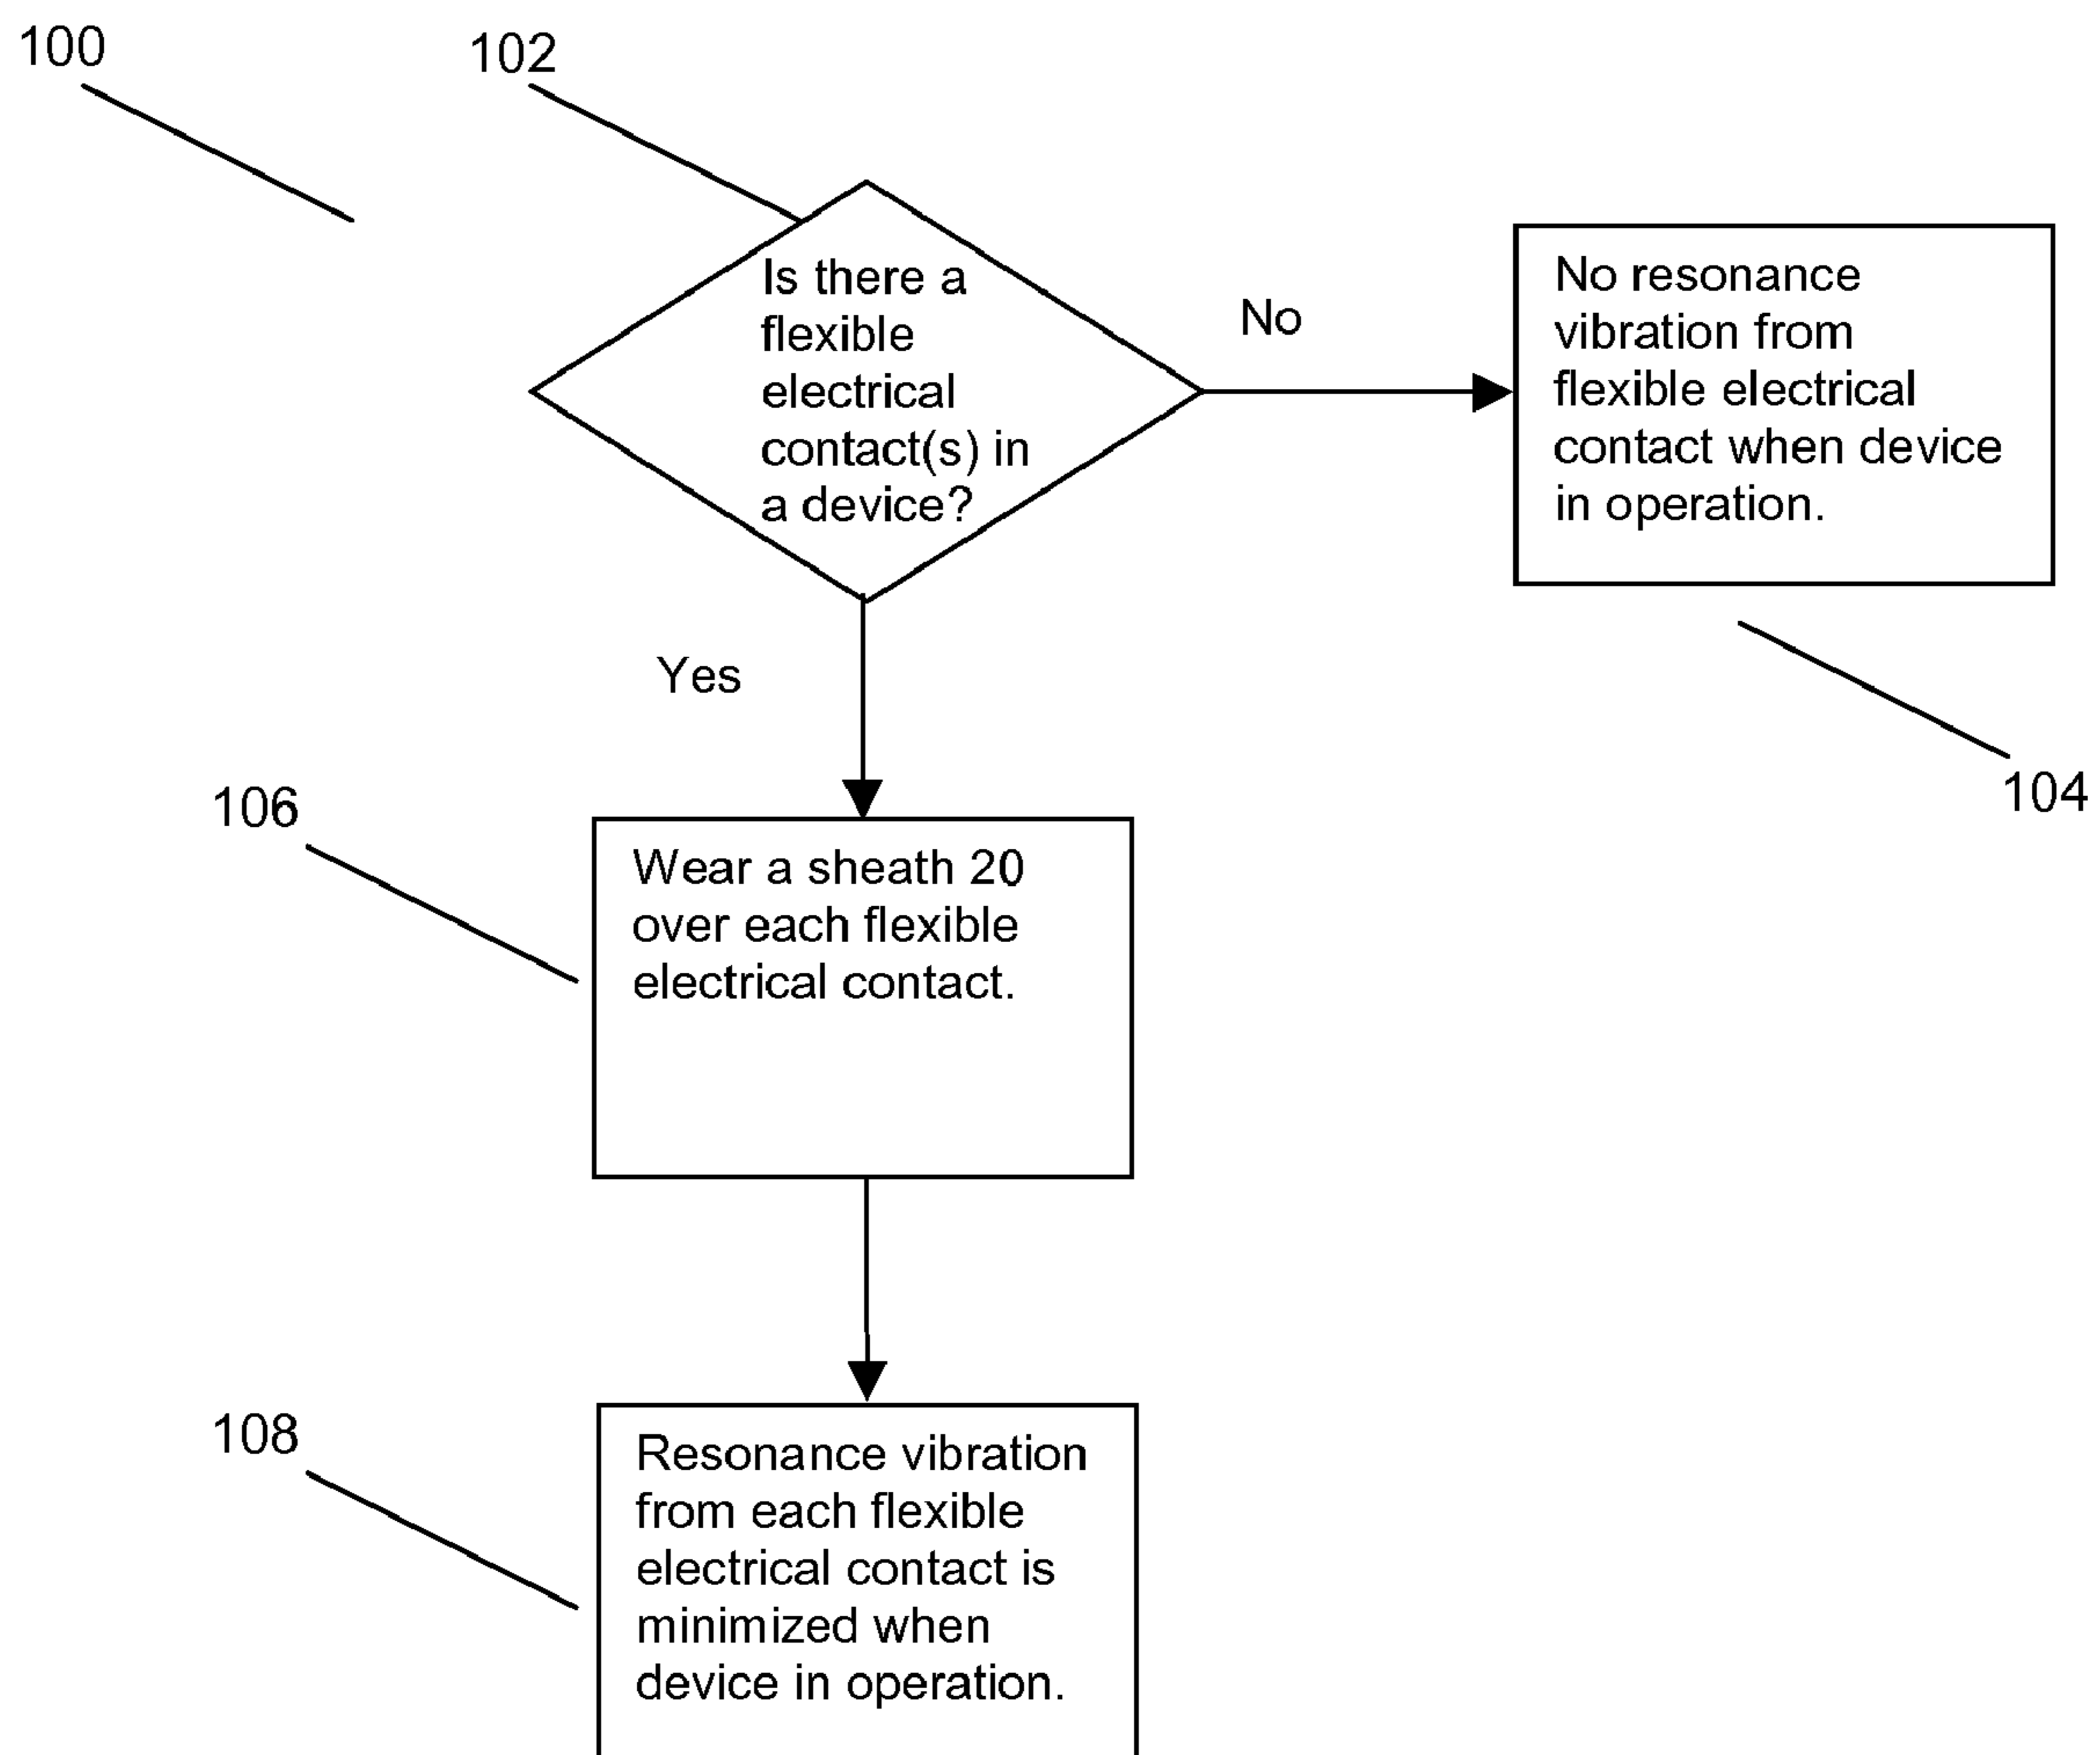 100
102
Is there a
flexible
electrical
contact(s) in
a device?
No
No resonance
vibration from
flexible electrical
contact when device
in operation.
Yes
104
106
Wear a sheath 20
over each flexible
electrical contact.
108
Resonance vibration
from each flexible
electrical contact is
minimized when
device in operation.